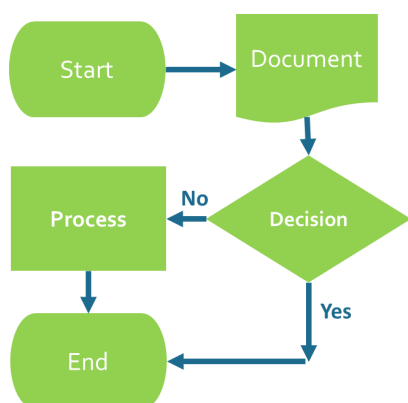 Start
Document
No
Process
Decision
Yes
End